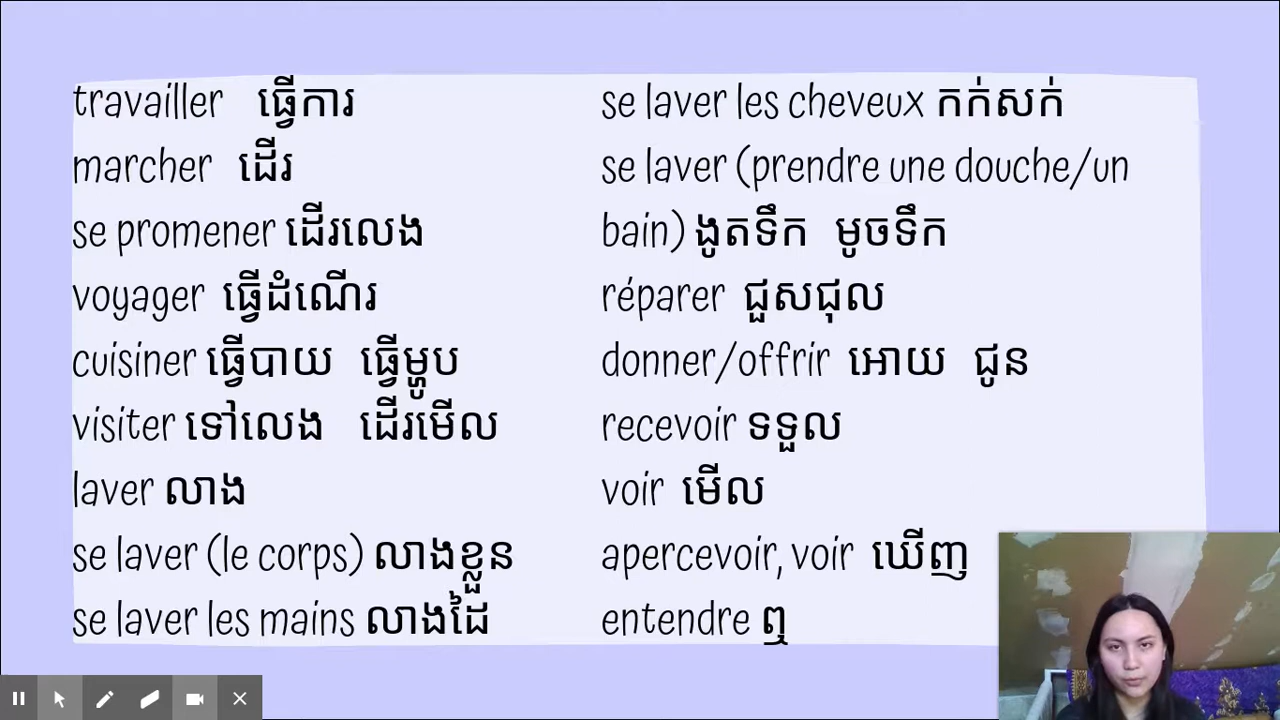 travailler ធ្វើការ
marcher ដើរ
se promener ដើរលេង
voyager ធ្វើដំណើរ
cuisiner ធ្វើបាយ ធ្វើម្ហូប
visiter ទៅលេង ដើរមើល
laver លាង
se laver (le corps) លាងខ្លួន
se laver les mains លាងដៃ
se laver les cheveux កក់សក់
se laver (prendre une douche/un
bain) ងូតទឹក មូចទឹក
réparer ជួសជុល
donner/offrir អោយ ជូន
recevoir ទទួល
voir មើល
apercevoir, voir ឃើញ
entendre ឮ